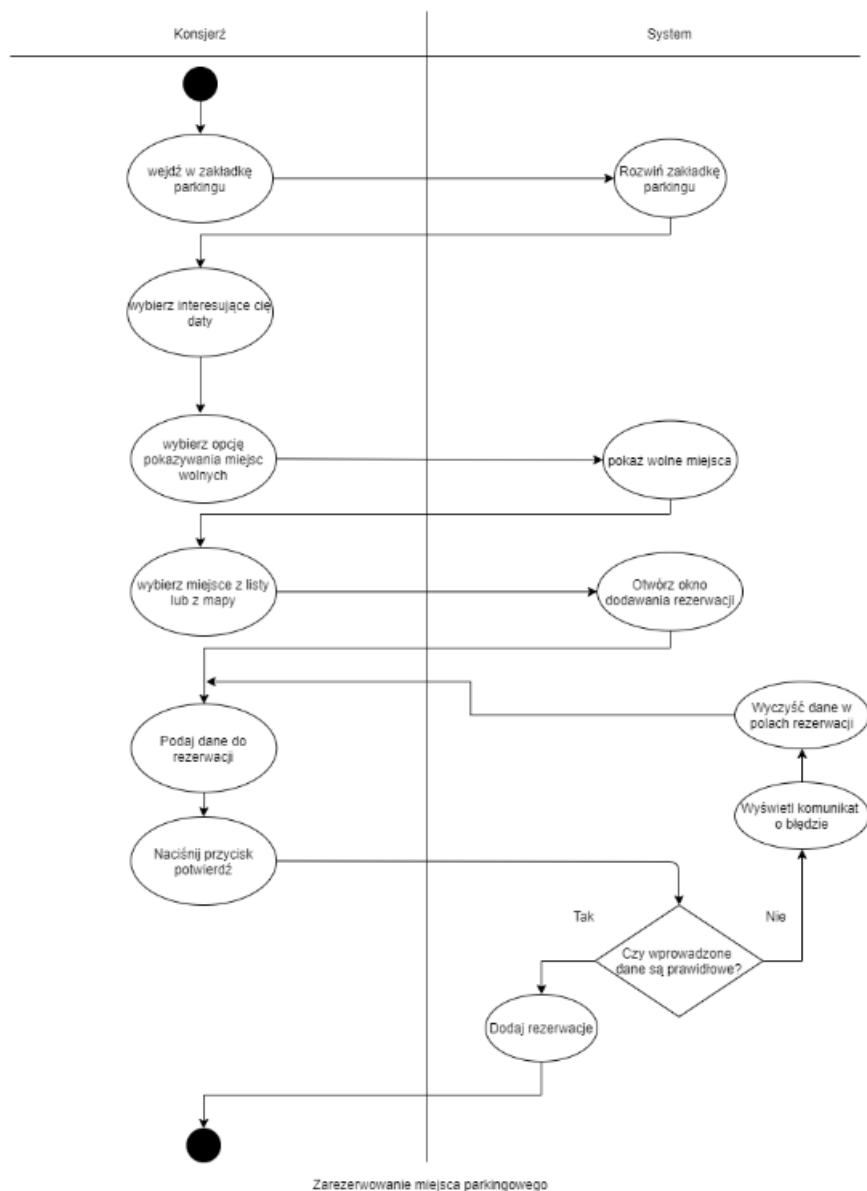 Konsjerż
System
wejdź w zakładkę
parkingu
Rozwiń zakładkę
parkingu
wybierz interesujące cię
daty
wybierz opcję
pokazywania miejsc
wolnych
pokaż wolne miejsca
wybierz miejsce z listy
lub z mapy
Otwórz okno
dodawania rezerwacji
Wyczyść dane w
polach rezerwacji
Podaj dane do
rezerwacji
Wyświetl komunikat
o błędzie
Naciśnij przycisk
potwierdź
Tak
Nie
Czy wprowadzone
dane są prawidłowe?
Dodaj rezerwacje
Zarezerwowanie miejsca parkingowego